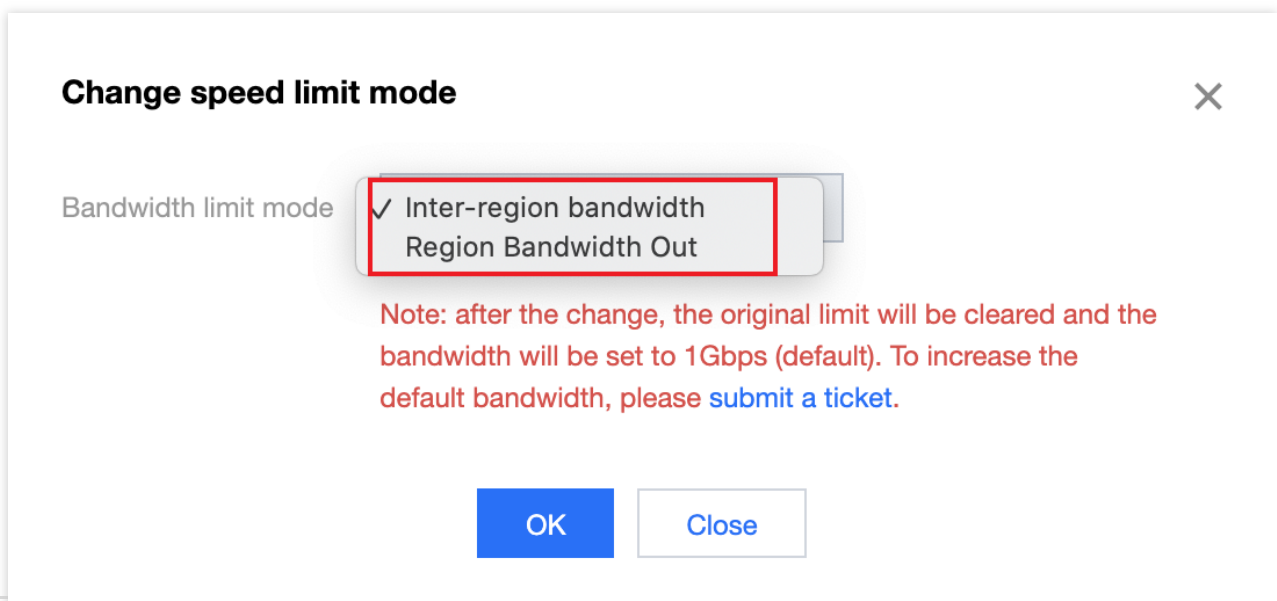 Change speed limit mode
Bandwidth limit mode
Inter-region bandwidth
Region Bandwidth Out
Note: after the change, the original limit will be cleared and the
bandwidth will be set to 1Gbps (default). To increase the
default bandwidth, please submit a ticket.
OK
Close